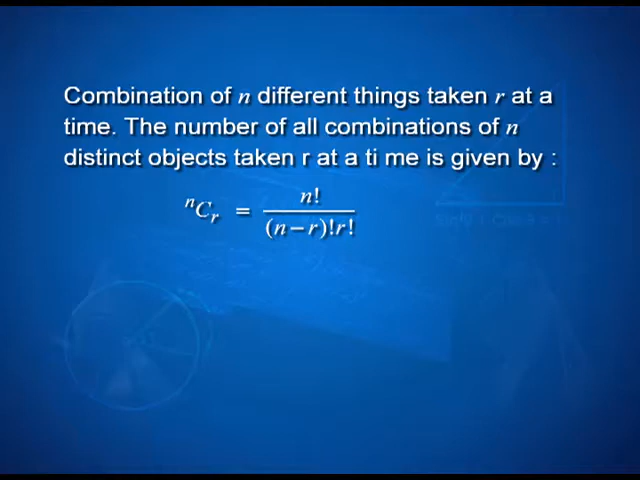 Combination of n different things taken r at a
time. The number of all combinations of n
distinct objects taken r at a ti me is given by :
ⁿCᵣ = n! / (n−r)!r!